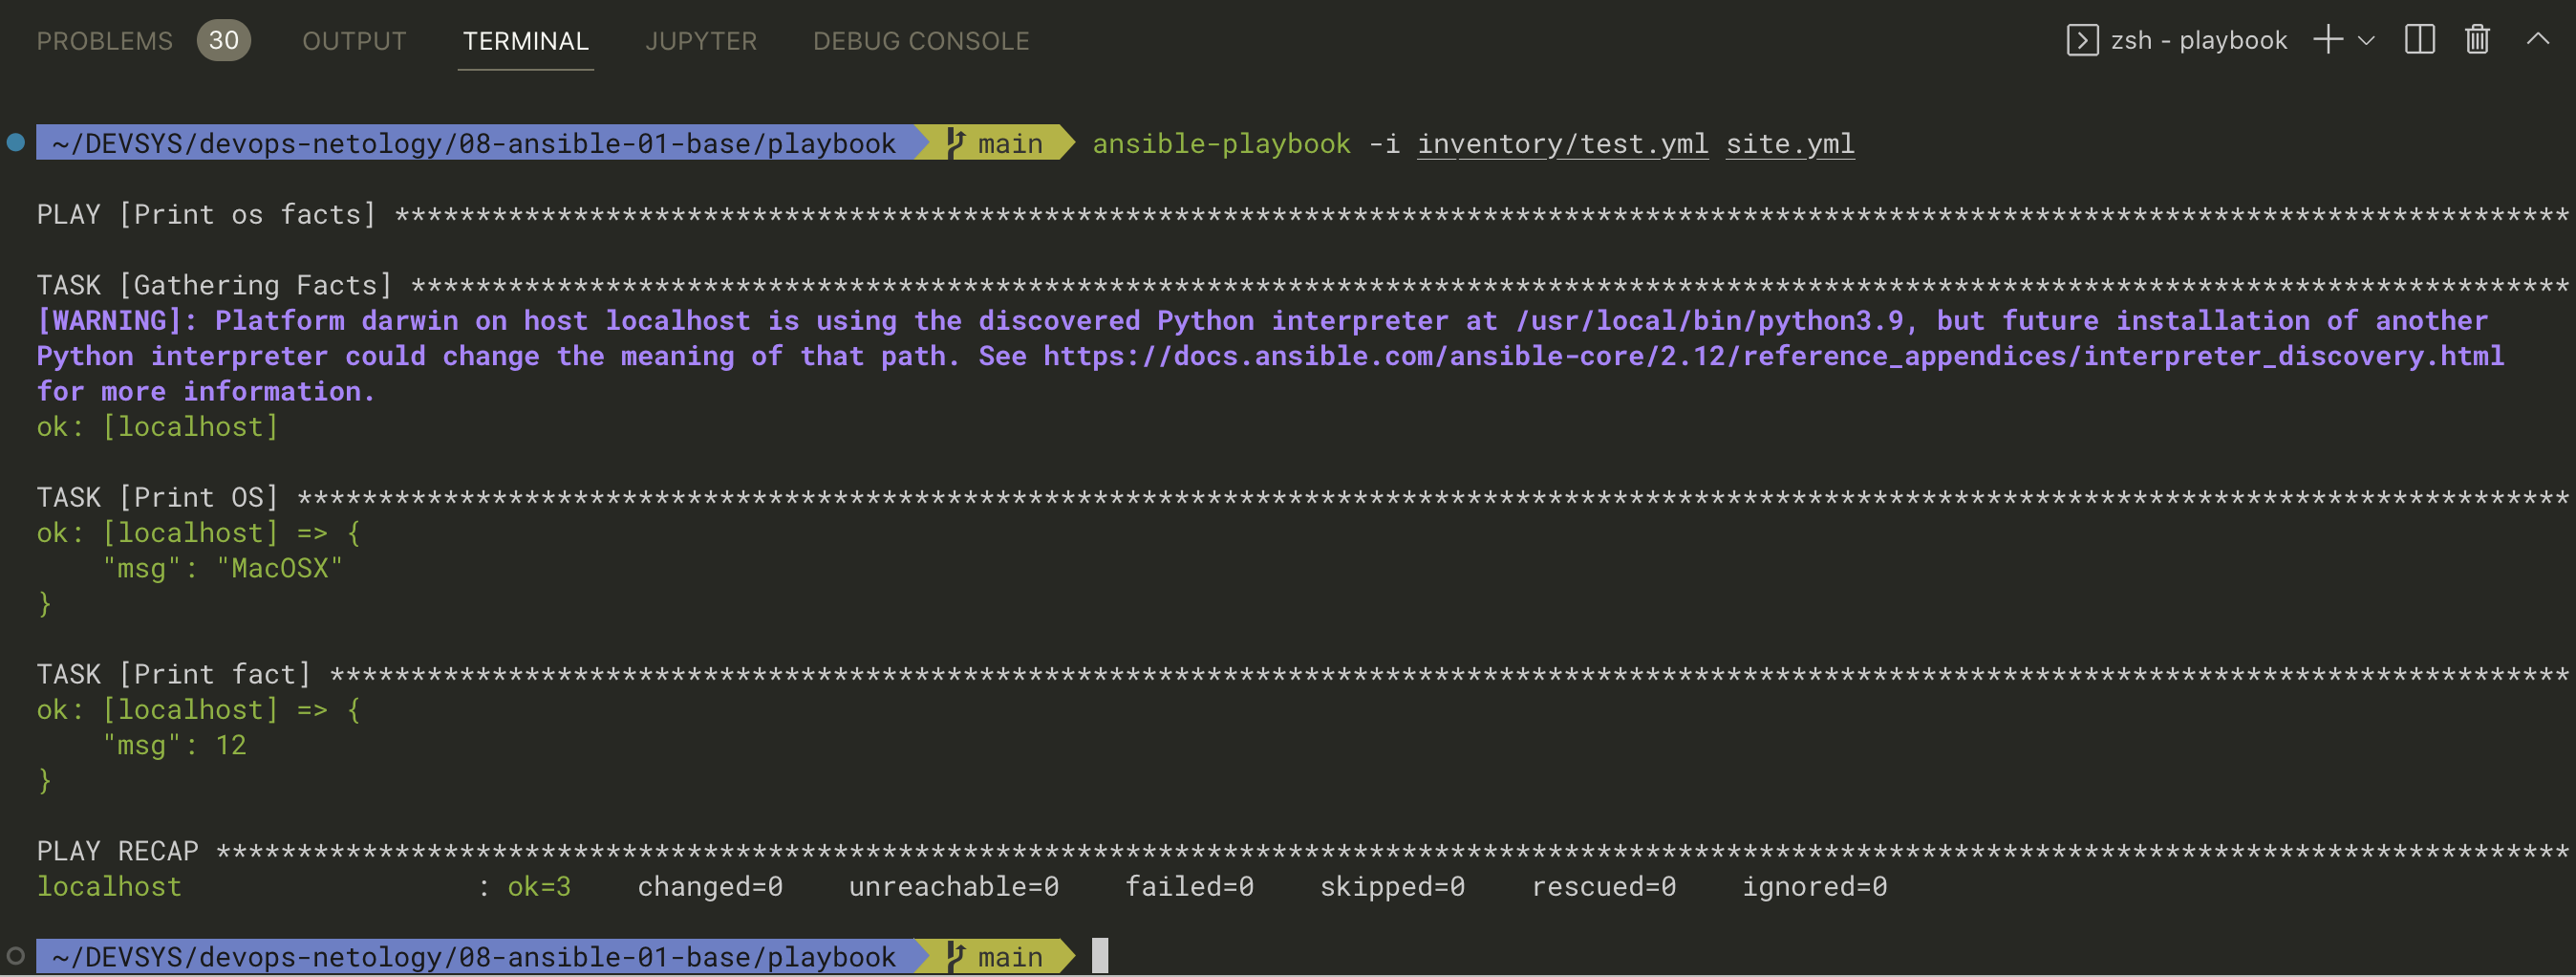 PROBLEMS 30 OUTPUT TERMINAL JUPYTER DEBUG CONSOLE zsh - playbook
~/DEVSYS/devops-netology/08-ansible-01-base/playbook main ansible-playbook -i inventory/test.yml site.yml
PLAY [Print os facts] **************************************************************************************************************************************
TASK [Gathering Facts] *************************************************************************************************************************************
[WARNING]: Platform darwin on host localhost is using the discovered Python interpreter at /usr/local/bin/python3.9, but future installation of another
Python interpreter could change the meaning of that path. See https://docs.ansible.com/ansible-core/2.12/reference_appendices/interpreter_discovery.html
for more information.
ok: [localhost]
TASK [Print OS] ********************************************************************************************************************************************
ok: [localhost] => {
    "msg": "MacOSX"
}
TASK [Print fact] ******************************************************************************************************************************************
ok: [localhost] => {
    "msg": 12
}
PLAY RECAP *************************************************************************************************************************************************
localhost                  : ok=3    changed=0    unreachable=0    failed=0    skipped=0    rescued=0    ignored=0
~/DEVSYS/devops-netology/08-ansible-01-base/playbook main